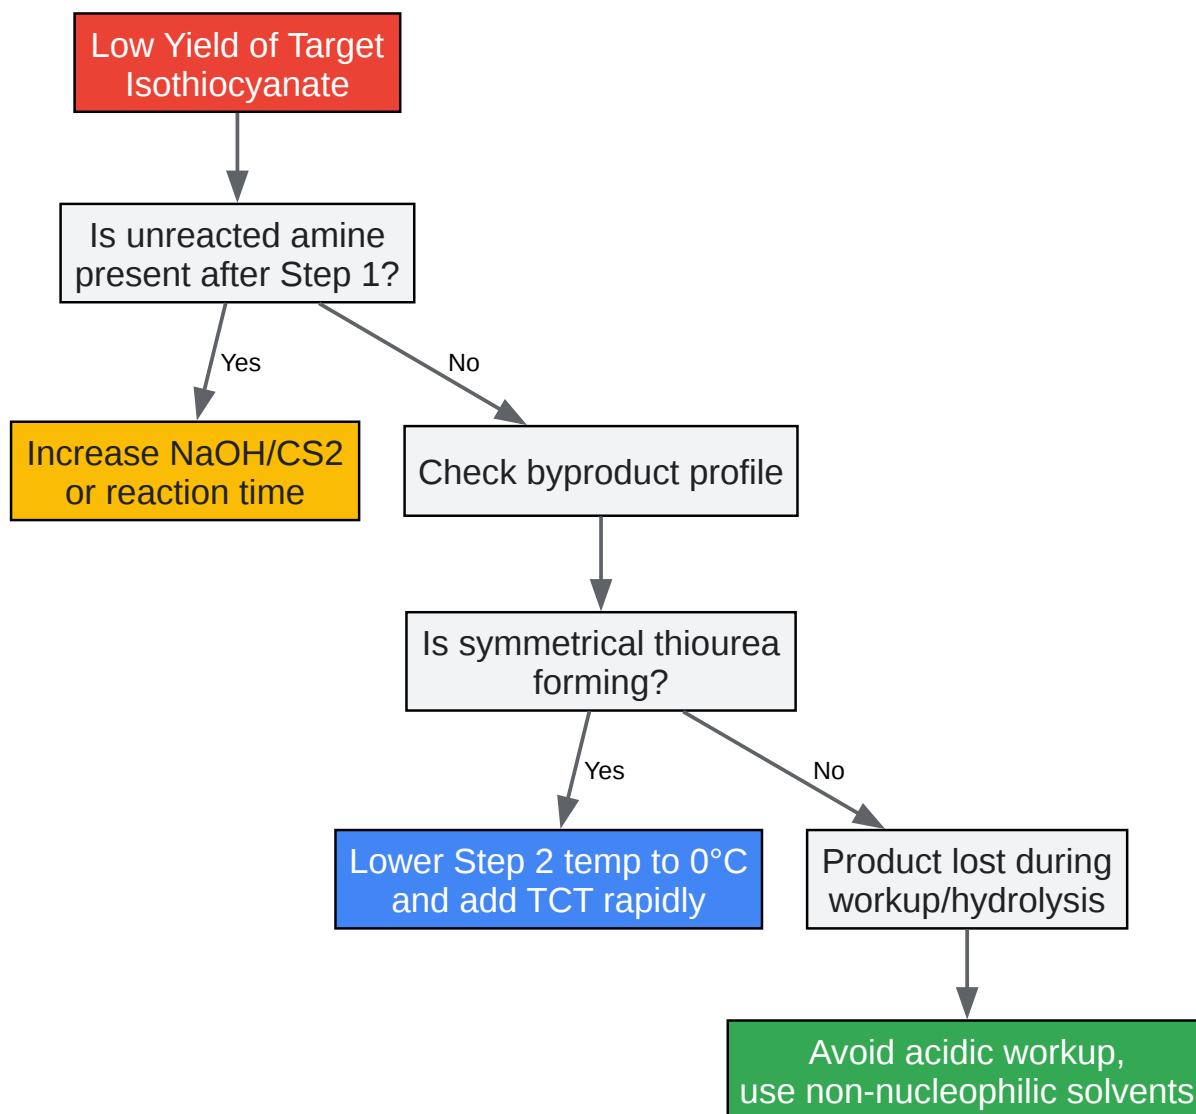 Low Yield of Target
Isothiocyanate
Is unreacted amine
present after Step 1?
Yes
No
Increase NaOH/CS2
or reaction time
Check byproduct profile
Is symmetrical thiourea
forming?
Yes
No
Lower Step 2 temp to 0°C
and add TCT rapidly
Product lost during
workup/hydrolysis
Avoid acidic workup,
use non-nucleophilic solvents